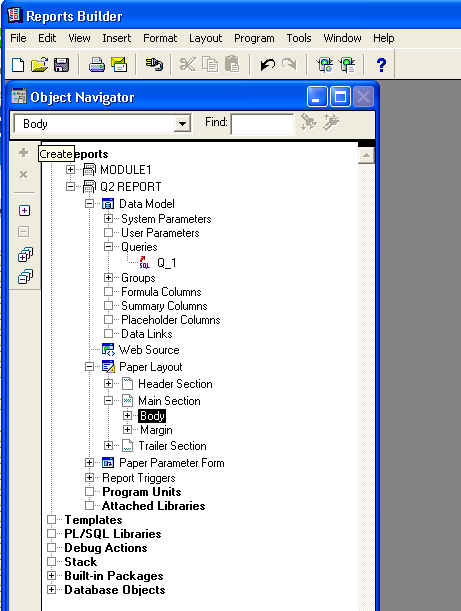 Reports Builder
File Edit View Insert Format Layout Program Tools Window Help
?
Object Navigator
Body Find:
Create
eports
MODULE1
Q2 REPORT
Data Model
System Parameters
User Parameters
Queries
SQL Q_1
Groups
Formula Columns
Summary Columns
Placeholder Columns
Data Links
Web Source
Paper Layout
Header Section
Main Section
Body
Margin
Trailer Section
Paper Parameter Form
Report Triggers
Program Units
Attached Libraries
Templates
PL/SQL Libraries
Debug Actions
Stack
Built-in Packages
Database Objects